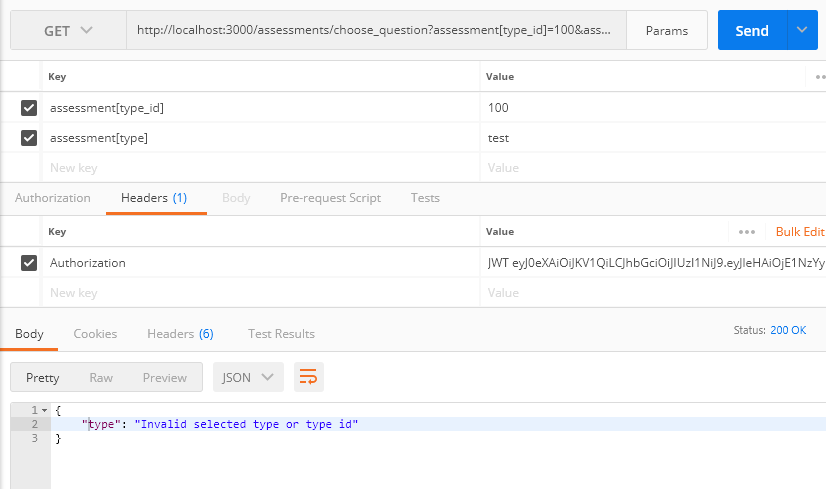 GET http://localhost:3000/assessments/choose_question?assessment[type_id]=100&ass... Params Send
Key Value
assessment[type_id] 100
assessment[type] test
New key Value
Authorization Headers (1) Body Pre-request Script Tests
Key Value ••• Bulk Edit
Authorization JWT eyJ0eXAiOiJKV1QiLCJhbGciOiJIUzI1NiJ9.eyJleHAiOjE1NzYy
New key Value
Body Cookies Headers (6) Test Results Status: 200 OK
Pretty Raw Preview JSON
1 {
2 "type": "Invalid selected type or type id"
3 }